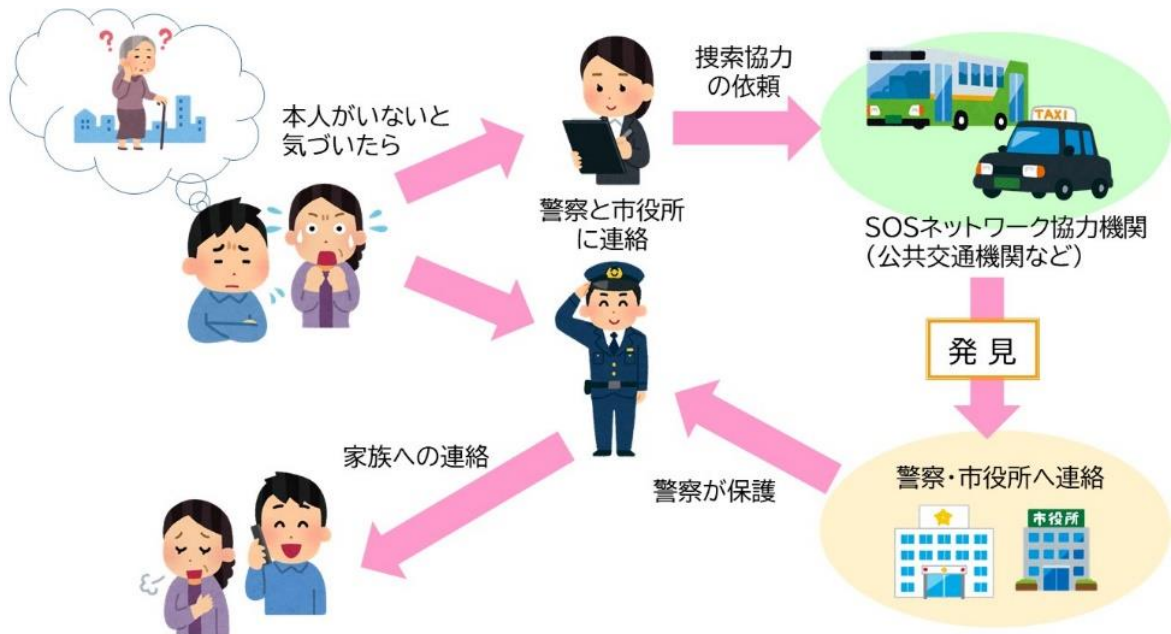 ? ?
本人がいないと
気づいたら
警察と市役所
に連絡
捜索協力
の依頼
TAXI
SOSネットワーク協力機関
（公共交通機関など）
発見
警察・市役所へ連絡
市役所
警察が保護
家族への連絡